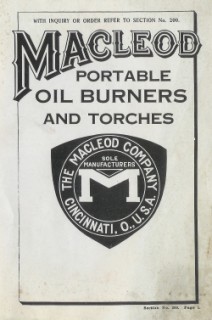 WITH INQUIRY OR ORDER REFER TO SECTION No. 200.
MACLEOD
PORTABLE
OIL BURNERS
AND TORCHES
THE MACLEOD COMPANY
SOLE
MANUFACTURERS
M
CINCINNATI, O., U.S.A.
Section No. 200. Page 1.